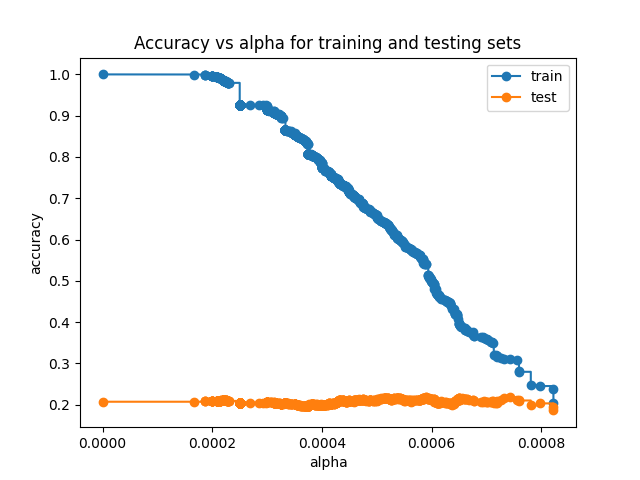 Accuracy vs alpha for training and testing sets
train
test
1.0
0.9
0.8
0.7
0.6
0.5
0.4
0.3
0.2
accuracy
0.0000 0.0002 0.0004 0.0006 0.0008
alpha